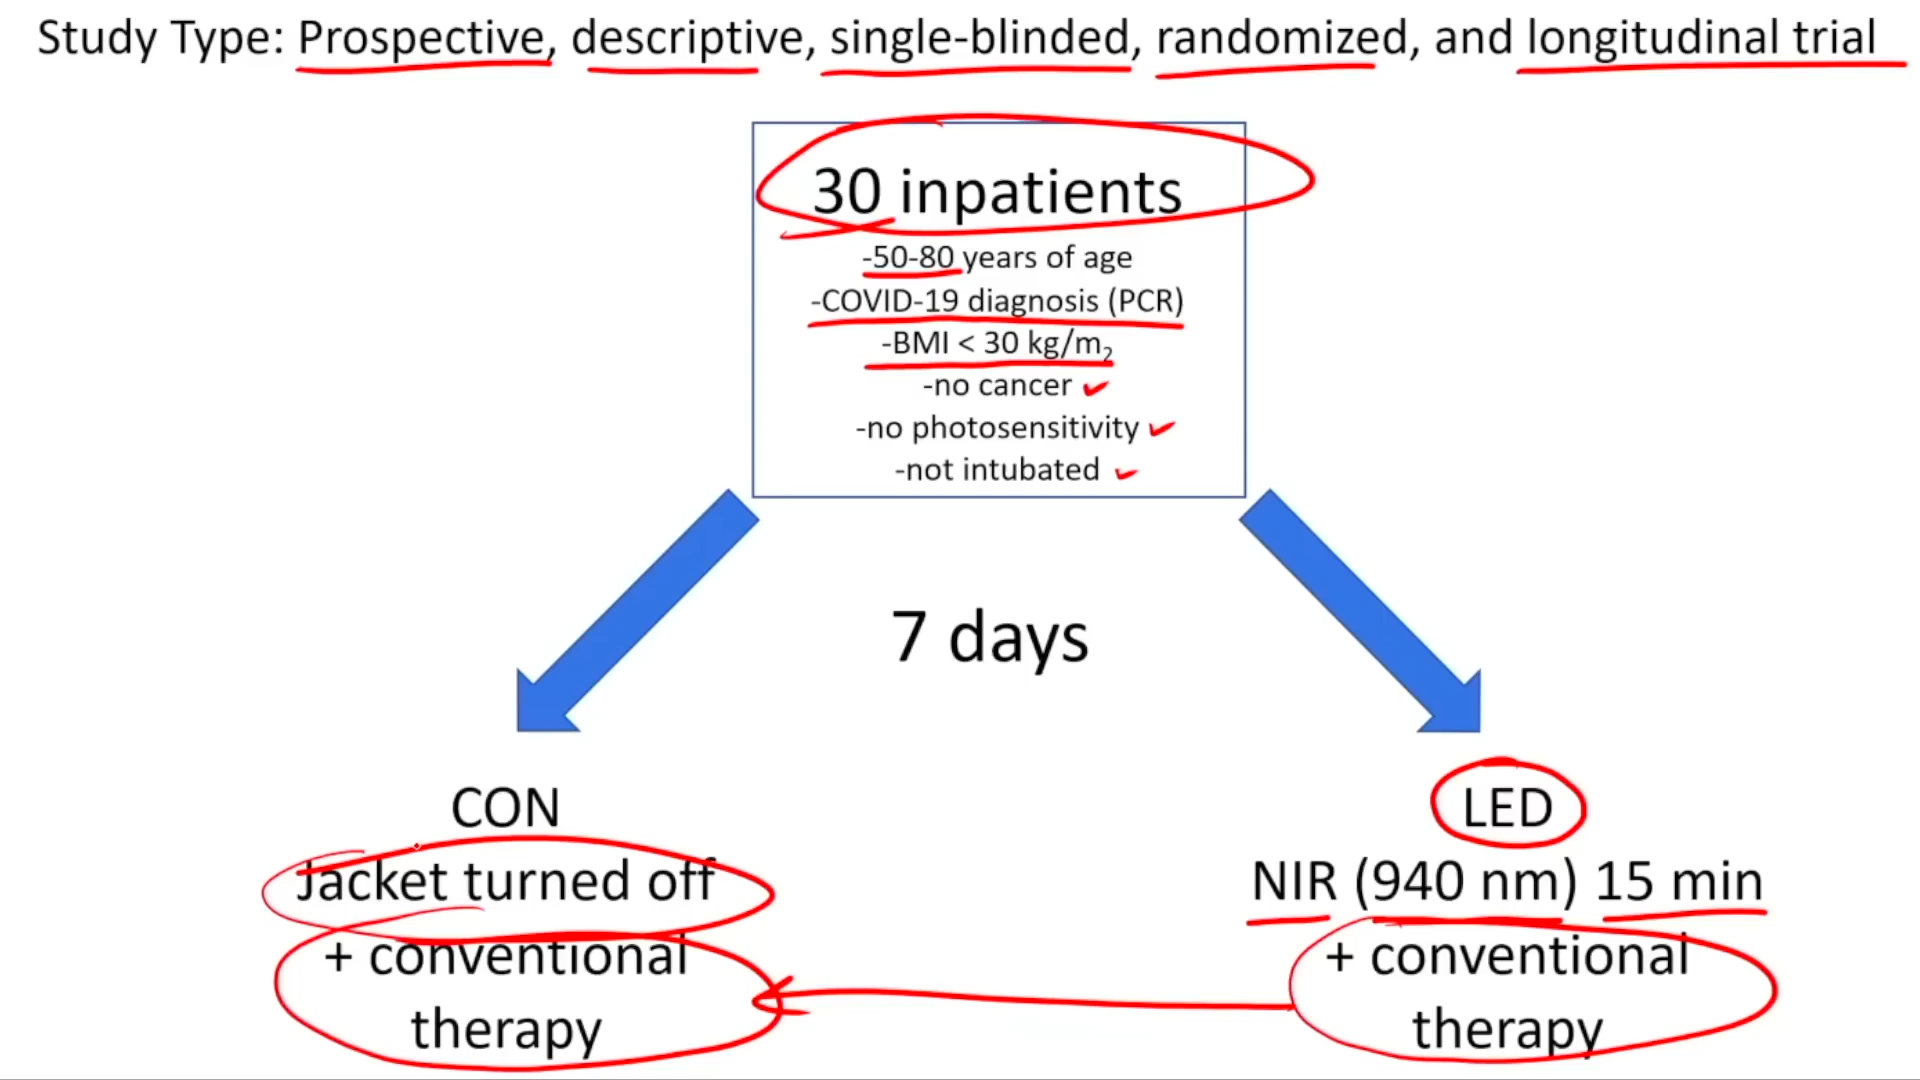 Study Type: Prospective, descriptive, single-blinded, randomized, and longitudinal trial
30 inpatients
-50-80 years of age
-COVID-19 diagnosis (PCR)
-BMI < 30 kg/m₂
-no cancer
-no photosensitivity
-not intubated
7 days
CON
Jacket turned off
+ conventional
therapy
LED
NIR (940 nm) 15 min
+ conventional
therapy